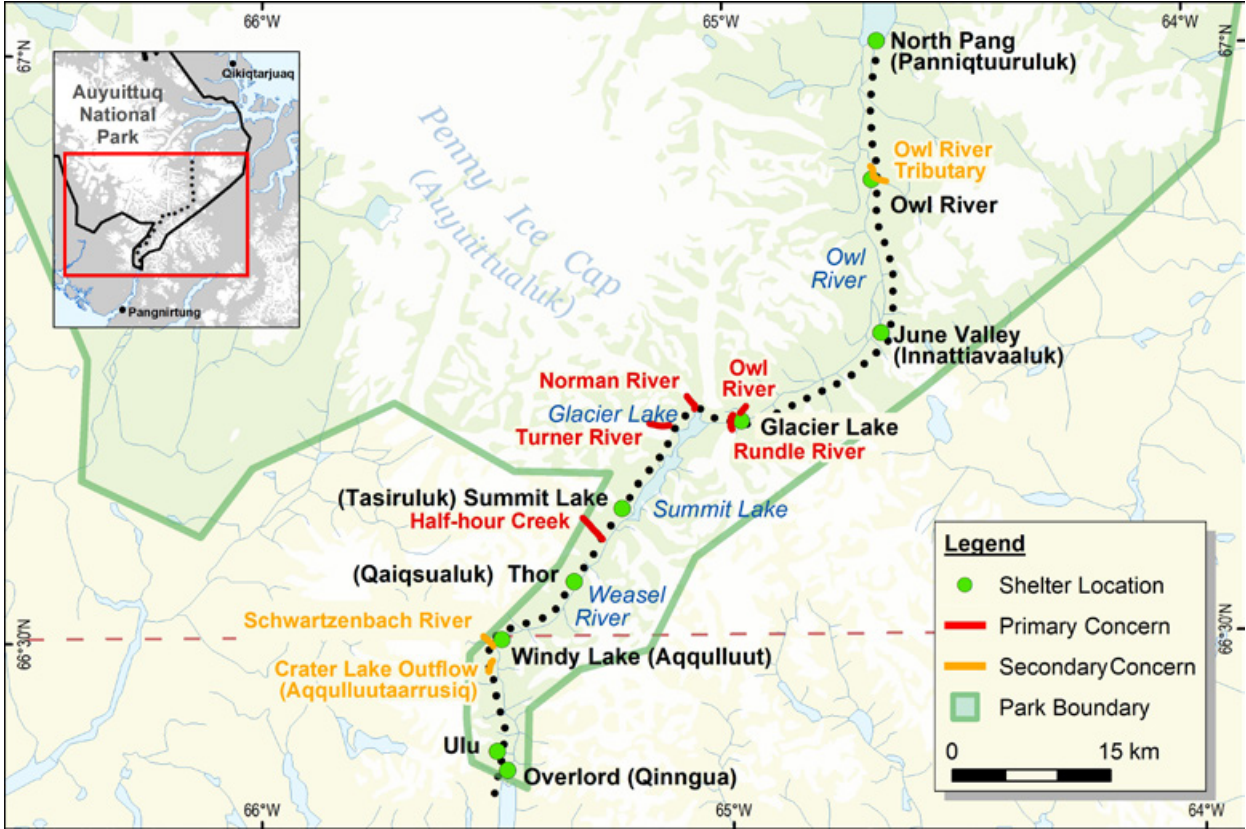 66°W
65°W
64°W
67°N
67°N
Qikiqtarjuaq
Auyuittuq
National
Park
Pangnirtung
Penny Ice Cap
(Auyuittualuk)
North Pang
(Panniqtuuruluk)
Owl River
Tributary
Owl River
Owl
River
June Valley
(Innattiavaaluk)
Norman River
Owl
River
Glacier Lake
Turner River
Glacier Lake
Rundle River
(Tasiruluk) Summit Lake
Summit Lake
Half-hour Creek
(Qaiqsualuk) Thor
Weasel
River
Schwartzenbach River
66°30'N
66°30'N
Windy Lake (Aqqulluut)
Crater Lake Outflow
(Aqqulluutaarrusiq)
Ulu
Overlord (Qinngua)
Legend
Shelter Location
Primary Concern
Secondary Concern
Park Boundary
0 15 km
66°W
65°W
64°W